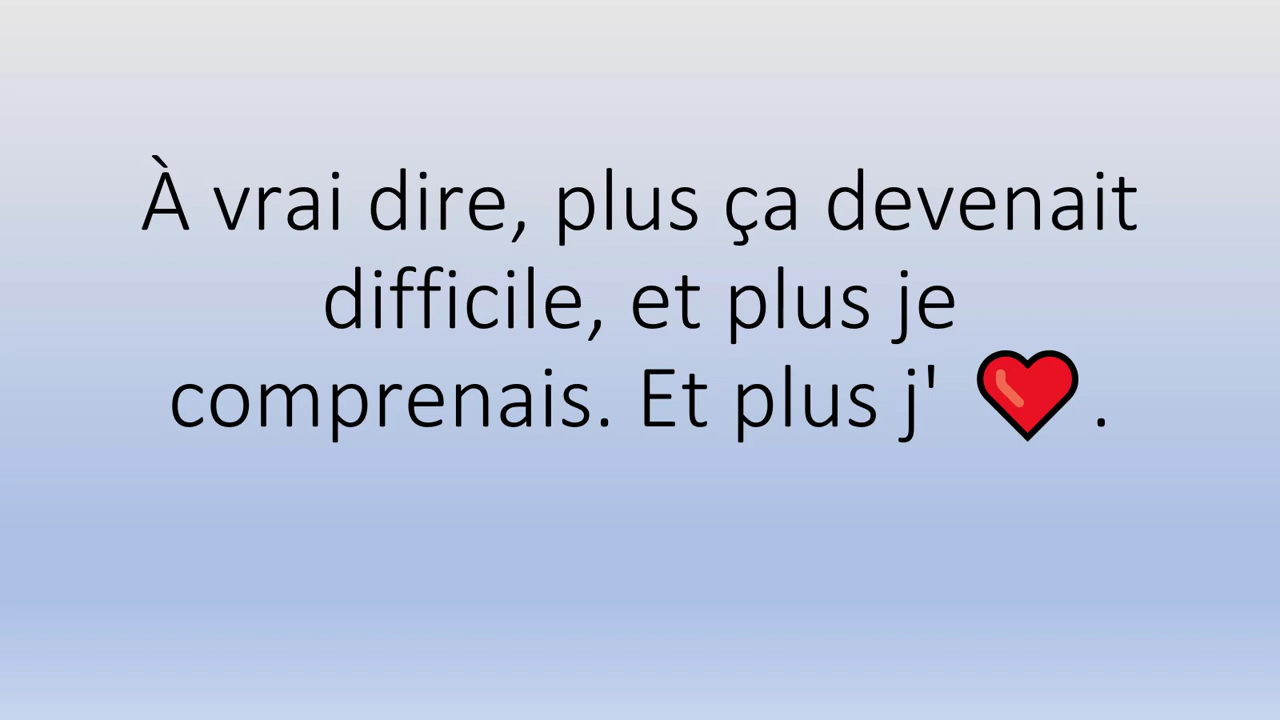 À vrai dire, plus ça devenait
difficile, et plus je
comprenais. Et plus j' ❤.